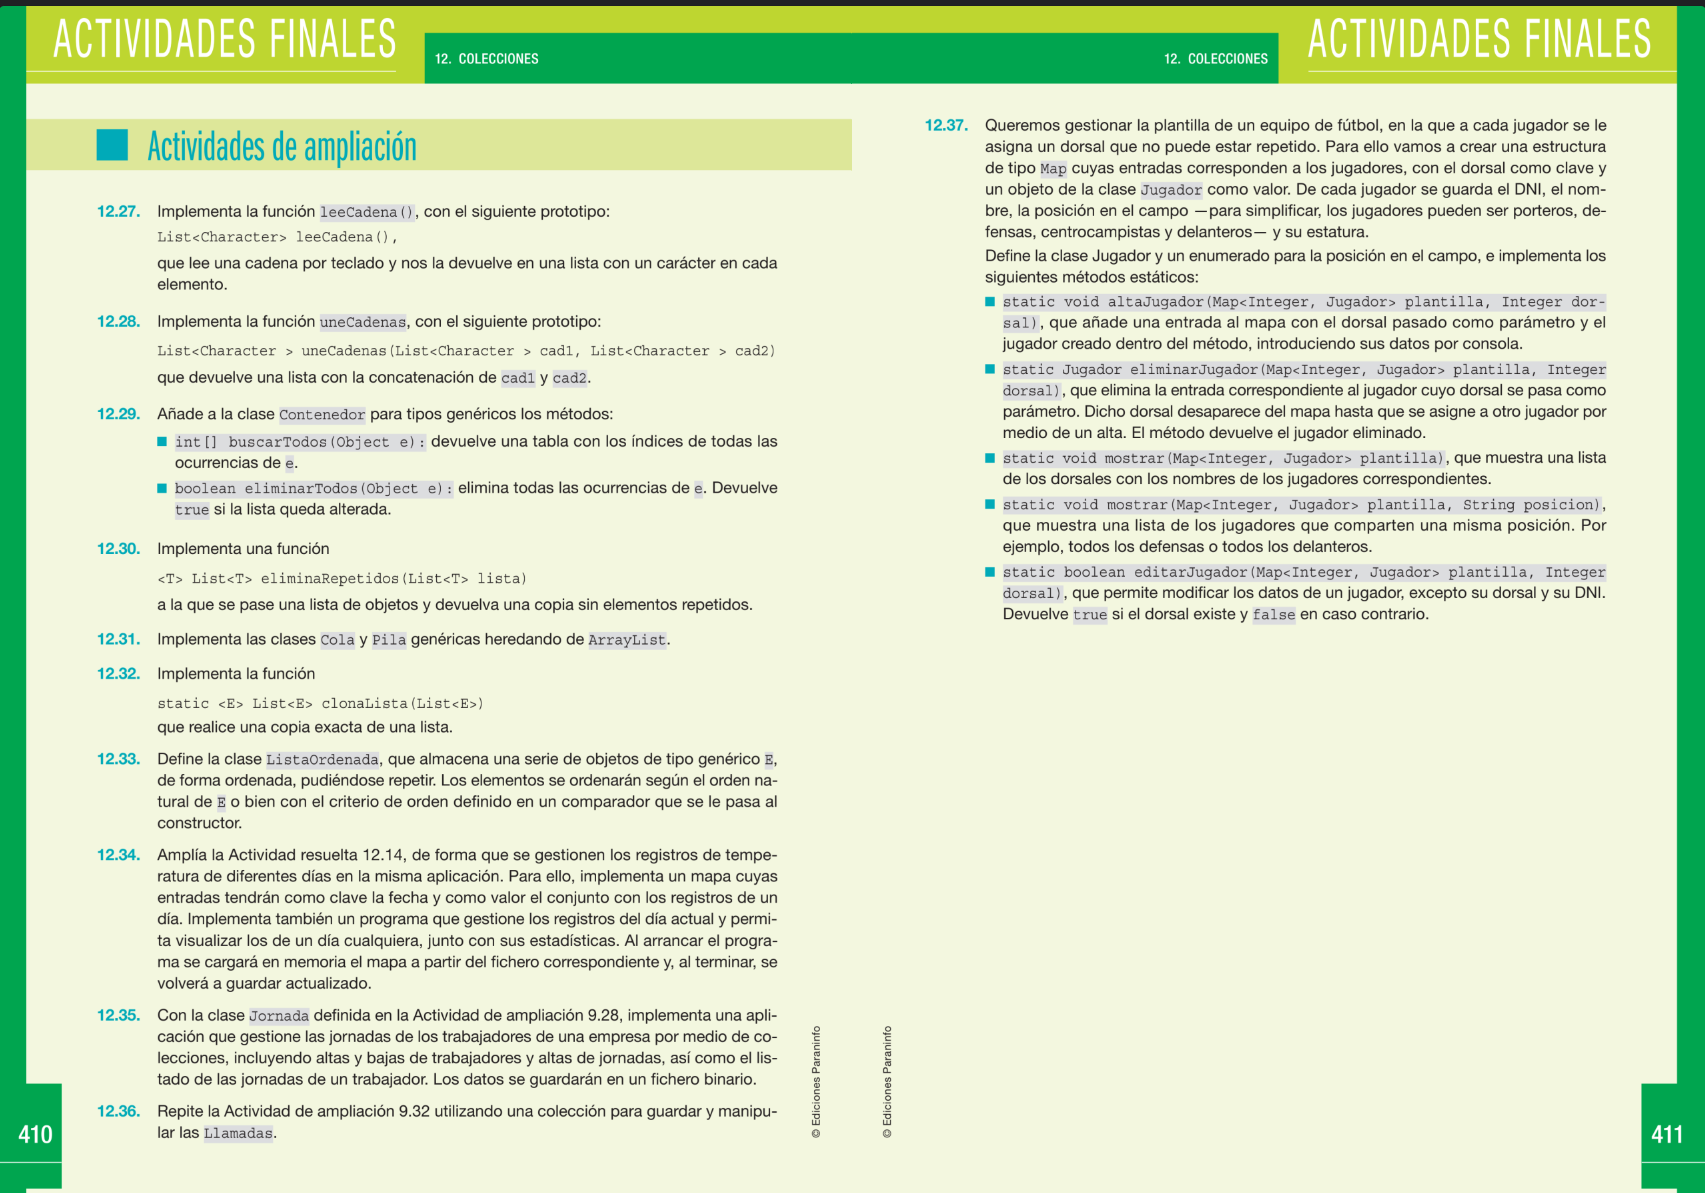 ACTIVIDADES FINALES
12. COLECCIONES
Actividades de ampliación
12.27. Implementa la función leeCadena(), con el siguiente prototipo:
List<Character> leeCadena(),
que lee una cadena por teclado y nos la devuelve en una lista con un carácter en cada
elemento.
12.28. Implementa la función uneCadenas, con el siguiente prototipo:
List<Character > uneCadenas(List<Character > cad1, List<Character > cad2)
que devuelve una lista con la concatenación de cad1 y cad2.
12.29. Añade a la clase Contenedor para tipos genéricos los métodos:
int[] buscarTodos(Object e): devuelve una tabla con los índices de todas las
ocurrencias de e.
boolean eliminarTodos(Object e): elimina todas las ocurrencias de e. Devuelve
true si la lista queda alterada.
12.30. Implementa una función
<T> List<T> eliminaRepetidos(List<T> lista)
a la que se pase una lista de objetos y devuelva una copia sin elementos repetidos.
12.31. Implementa las clases Cola y Pila genéricas heredando de ArrayList.
12.32. Implementa la función
static <E> List<E> clonaLista(List<E>)
que realice una copia exacta de una lista.
12.33. Define la clase ListaOrdenada, que almacena una serie de objetos de tipo genérico E,
de forma ordenada, pudiéndose repetir. Los elementos se ordenarán según el orden na-
tural de E o bien con el criterio de orden definido en un comparador que se le pasa al
constructor.
12.34. Amplía la Actividad resuelta 12.14, de forma que se gestionen los registros de tempe-
ratura de diferentes días en la misma aplicación. Para ello, implementa un mapa cuyas
entradas tendrán como clave la fecha y como valor el conjunto con los registros de un
día. Implementa también un programa que gestione los registros del día actual y permi-
ta visualizar los de un día cualquiera, junto con sus estadísticas. Al arrancar el progra-
ma se cargará en memoria el mapa a partir del fichero correspondiente y, al terminar, se
volverá a guardar actualizado.
12.35. Con la clase Jornada definida en la Actividad de ampliación 9.28, implementa una apli-
cación que gestione las jornadas de los trabajadores de una empresa por medio de co-
lecciones, incluyendo altas y bajas de trabajadores y altas de jornadas, así como el lis-
tado de las jornadas de un trabajador. Los datos se guardarán en un fichero binario.
12.36. Repite la Actividad de ampliación 9.32 utilizando una colección para guardar y manipu-
lar las Llamadas.
© Ediciones Paraninfo
410
12. COLECCIONES
ACTIVIDADES FINALES
12.37. Queremos gestionar la plantilla de un equipo de fútbol, en la que a cada jugador se le
asigna un dorsal que no puede estar repetido. Para ello vamos a crear una estructura
de tipo Map cuyas entradas corresponden a los jugadores, con el dorsal como clave y
un objeto de la clase Jugador como valor. De cada jugador se guarda el DNI, el nom-
bre, la posición en el campo —para simplificar, los jugadores pueden ser porteros, de-
fensas, centrocampistas y delanteros— y su estatura.
Define la clase Jugador y un enumerado para la posición en el campo, e implementa los
siguientes métodos estáticos:
static void altaJugador(Map<Integer, Jugador> plantilla, Integer dor-
sal), que añade una entrada al mapa con el dorsal pasado como parámetro y el
jugador creado dentro del método, introduciendo sus datos por consola.
static Jugador eliminarJugador(Map<Integer, Jugador> plantilla, Integer
dorsal), que elimina la entrada correspondiente al jugador cuyo dorsal se pasa como
parámetro. Dicho dorsal desaparece del mapa hasta que se asigne a otro jugador por
medio de un alta. El método devuelve el jugador eliminado.
static void mostrar(Map<Integer, Jugador> plantilla), que muestra una lista
de los dorsales con los nombres de los jugadores correspondientes.
static void mostrar(Map<Integer, Jugador> plantilla, String posicion),
que muestra una lista de los jugadores que comparten una misma posición. Por
ejemplo, todos los defensas o todos los delanteros.
static boolean editarJugador(Map<Integer, Jugador> plantilla, Integer
dorsal), que permite modificar los datos de un jugador, excepto su dorsal y su DNI.
Devuelve true si el dorsal existe y false en caso contrario.
© Ediciones Paraninfo
411